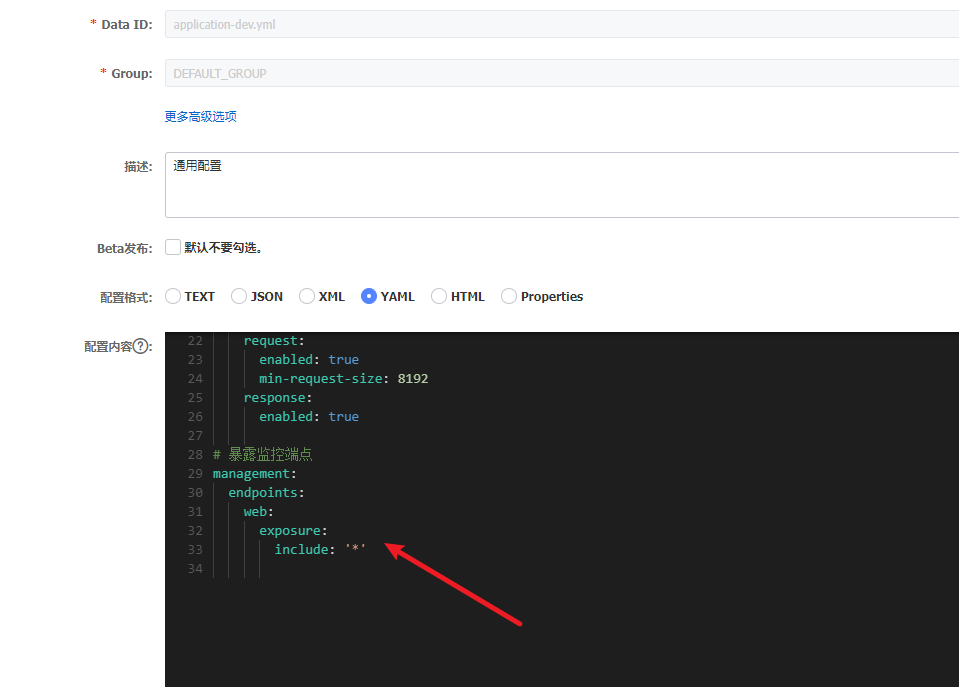 * Data ID: application-dev.yml
* Group: DEFAULT_GROUP
更多高级选项
描述: 通用配置
Beta发布: 默认不要勾选。
配置格式: TEXT JSON XML YAML HTML Properties
配置内容?:
22 request:
23 enabled: true
24 min-request-size: 8192
25 response:
26 enabled: true
27
28 # 暴露监控端点
29 management:
30 endpoints:
31 web:
32 exposure:
33 include: '*'
34